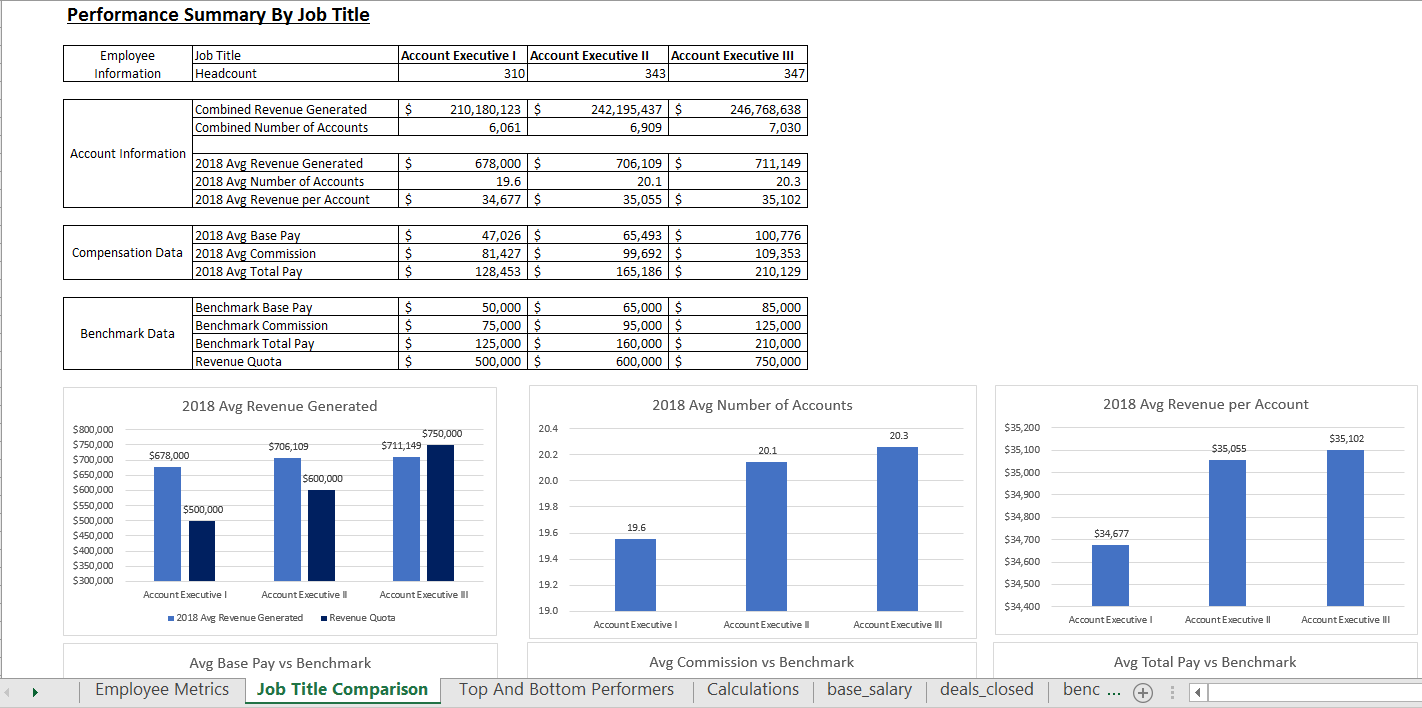 Performance Summary By Job Title
Employee Information
Job Title Account Executive I Account Executive II Account Executive III
Headcount 310 343 347
Account Information
Combined Revenue Generated $ 210,180,123 $ 242,195,437 $ 246,768,638
Combined Number of Accounts 6,061 6,909 7,030
2018 Avg Revenue Generated $ 678,000 $ 706,109 $ 711,149
2018 Avg Number of Accounts 19.6 20.1 20.3
2018 Avg Revenue per Account $ 34,677 $ 35,055 $ 35,102
Compensation Data
2018 Avg Base Pay $ 47,026 $ 65,493 $ 100,776
2018 Avg Commission $ 81,427 $ 99,692 $ 109,353
2018 Avg Total Pay $ 128,453 $ 165,186 $ 210,129
Benchmark Data
Benchmark Base Pay $ 50,000 $ 65,000 $ 85,000
Benchmark Commission $ 75,000 $ 95,000 $ 125,000
Benchmark Total Pay $ 125,000 $ 160,000 $ 210,000
Revenue Quota $ 500,000 $ 600,000 $ 750,000
2018 Avg Revenue Generated
$800,000
$750,000
$700,000
$650,000
$600,000
$550,000
$500,000
$450,000
$400,000
$350,000
$300,000
$678,000
$500,000
$706,109
$600,000
$711,149
$750,000
Account Executive I Account Executive II Account Executive III
2018 Avg Revenue Generated Revenue Quota
2018 Avg Number of Accounts
20.4
20.2
20.0
19.8
19.6
19.4
19.2
19.0
19.6
20.1
20.3
Account Executive I Account Executive II Account Executive III
2018 Avg Revenue per Account
$35,200
$35,100
$35,000
$34,900
$34,800
$34,700
$34,600
$34,500
$34,400
$34,677
$35,055
$35,102
Account Executive I Account Executive II Account Executive III
Avg Base Pay vs Benchmark
Avg Commission vs Benchmark
Avg Total Pay vs Benchmark
Employee Metrics Job Title Comparison Top And Bottom Performers Calculations base_salary deals_closed benc ...